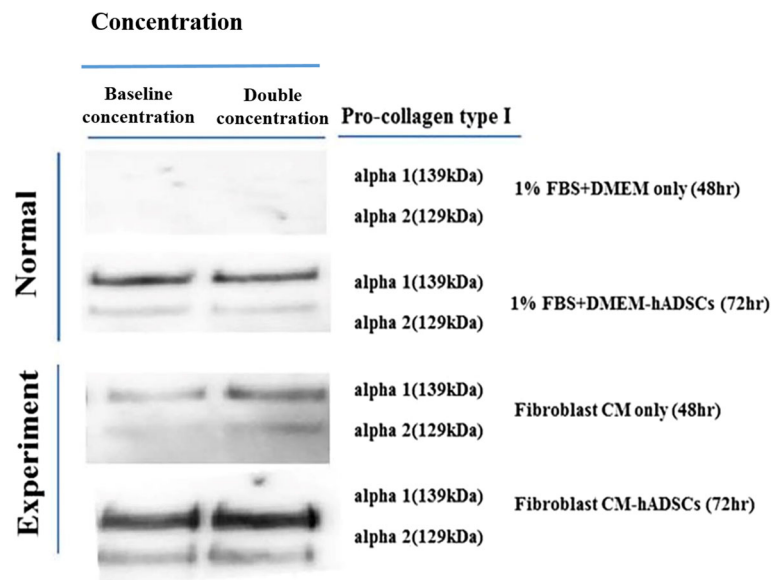 Concentration
Baseline concentration
Double concentration
Pro-collagen type I
Normal
alpha 1(139kDa)
alpha 2(129kDa)
1% FBS+DMEM only (48hr)
alpha 1(139kDa)
alpha 2(129kDa)
1% FBS+DMEM-hADSCs (72hr)
Experiment
alpha 1(139kDa)
alpha 2(129kDa)
Fibroblast CM only (48hr)
alpha 1(139kDa)
alpha 2(129kDa)
Fibroblast CM-hADSCs (72hr)